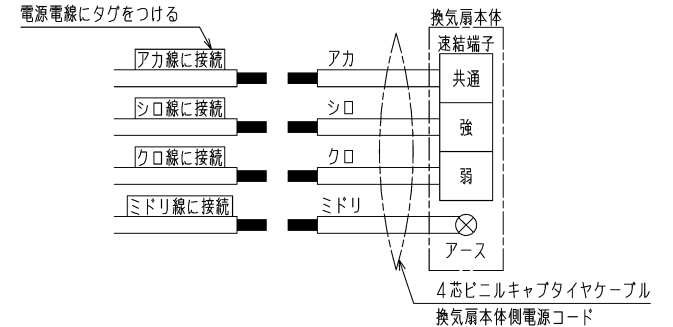 電源電線にタグをつける
換気扇本体
速結端子
アカ線に接続
アカ
共通
シロ線に接続
シロ
強
クロ線に接続
クロ
弱
ミドリ線に接続
ミドリ
アース
4芯ビニルキャブタイヤケーブル
換気扇本体側電源コード